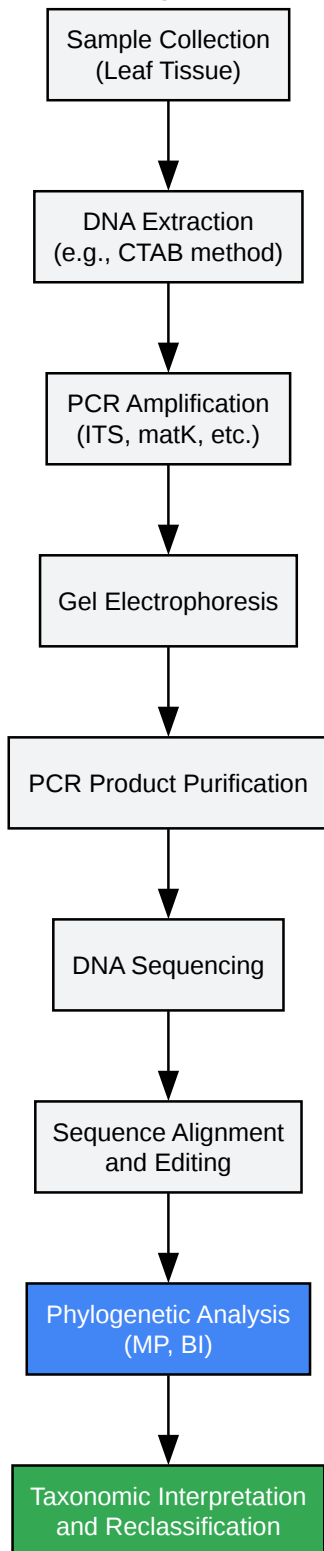 Sample Collection
(Leaf Tissue)
DNA Extraction
(e.g., CTAB method)
PCR Amplification
(ITS, matK, etc.)
Gel Electrophoresis
PCR Product Purification
DNA Sequencing
Sequence Alignment
and Editing
Phylogenetic Analysis
(MP, BI)
Taxonomic Interpretation
and Reclassification